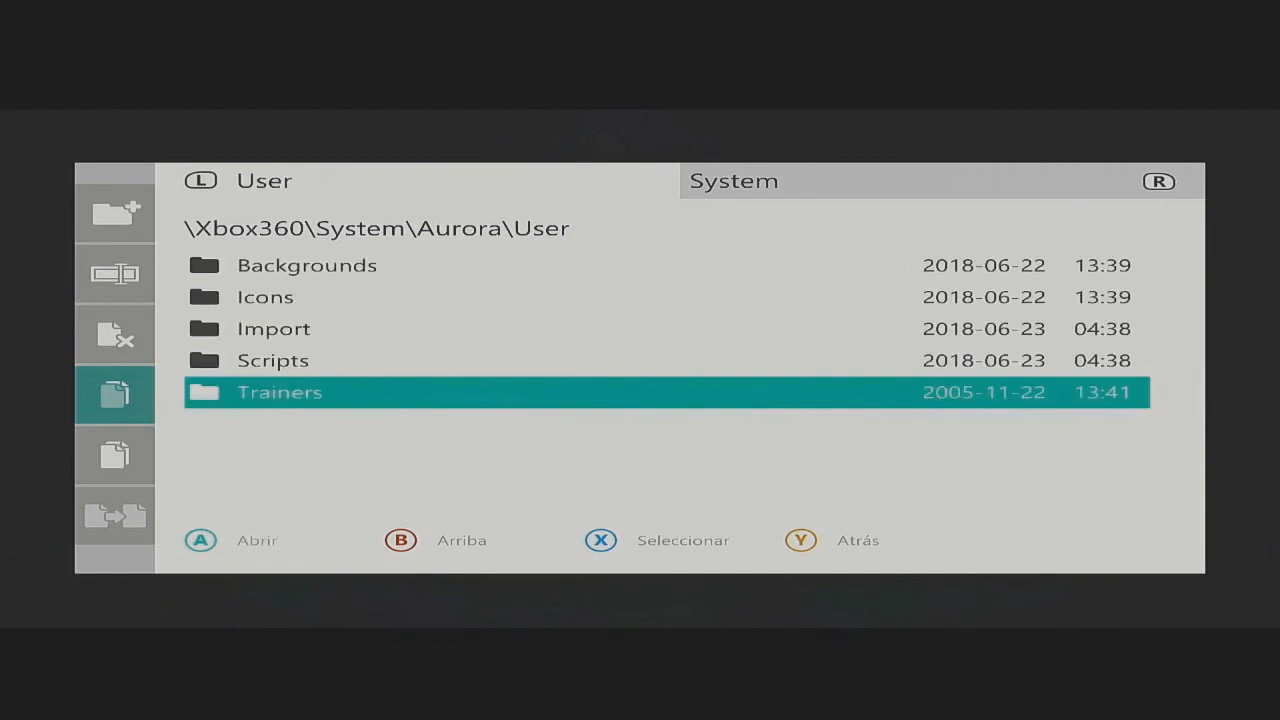 L User System R
\Xbox360\System\Aurora\User
Backgrounds 2018-06-22 13:39
Icons 2018-06-22 13:39
Import 2018-06-23 04:38
Scripts 2018-06-23 04:38
Trainers 2005-11-22 13:41
A Abrir B Arriba X Seleccionar Y Atrás